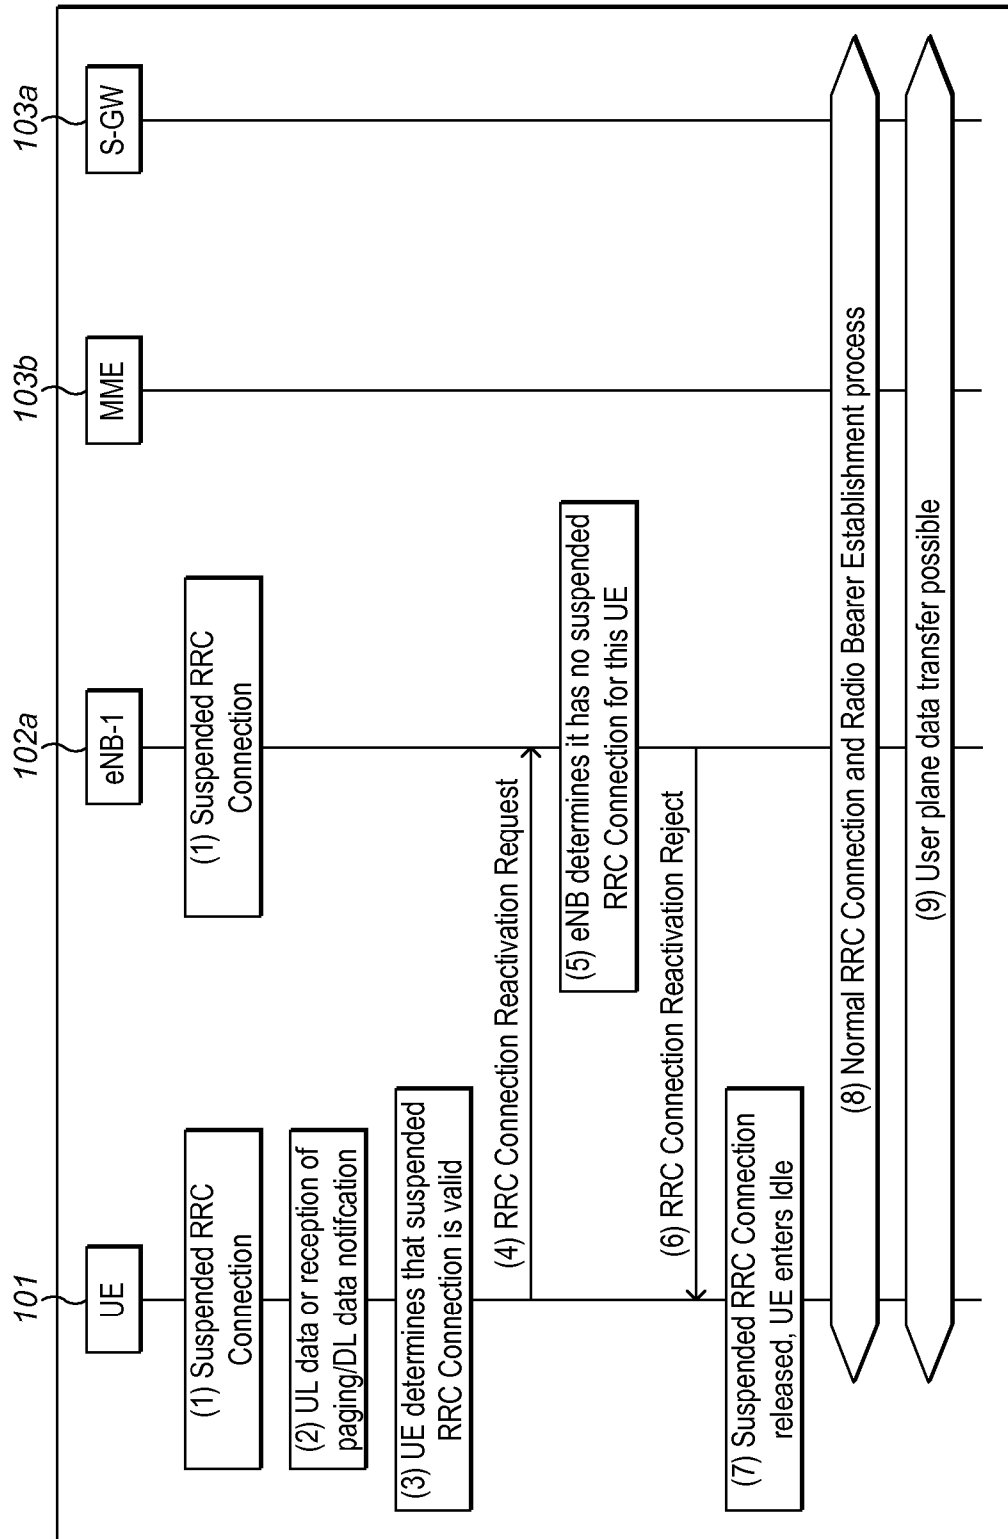 101
102a
103b
103a
UE
eNB-1
MME
S-GW
(1) Suspended RRC
Connection
(1) Suspended RRC
Connection
(2) UL data or reception of
paging/DL data notifcation
(3) UE determines that suspended
RRC Connection is valid
(4) RRC Connection Reactivation Request
(5) eNB determines it has no suspended
RRC Connection for this UE
(6) RRC Connection Reactivation Reject
(7) Suspended RRC Connection
released, UE enters Idle
(8) Normal RRC Connection and Radio Bearer Establishment process
(9) User plane data transfer possible